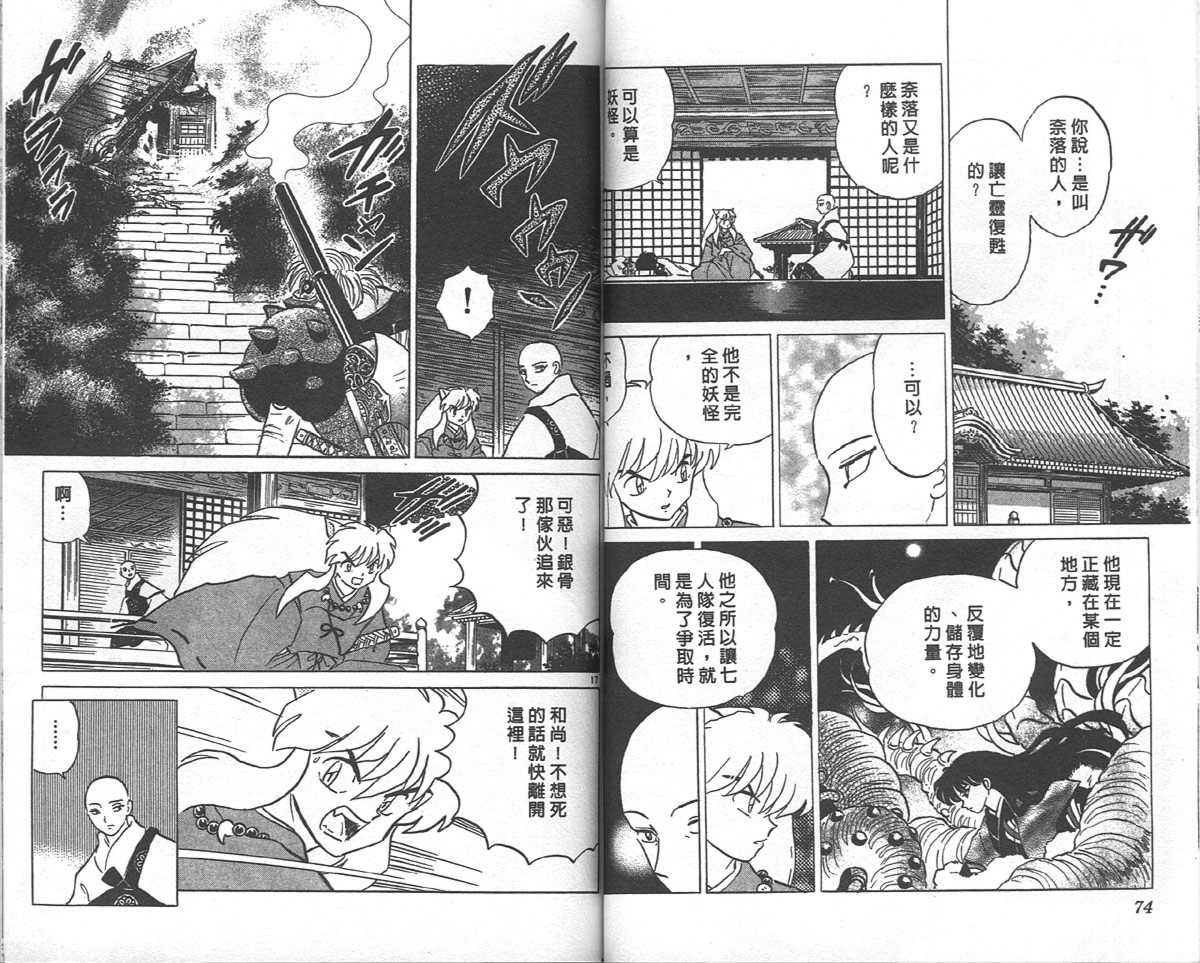 你說…是叫
奈落的人，
讓亡靈復甦
的？
ザワ…
奈落又是什
麼樣的人呢
？
可以算是
妖怪。
…可以？
他不是完
全的妖怪
，
不過，
他現在一定
正藏在某個
地方，
反覆地變化
、儲存身體
的力量。
他之所以讓七
人隊復活，就
是為了爭取時
間。
74
！
ガラガラ
ガチャン
可惡！銀骨
那傢伙追來
了！
啊…
17
和尚！不想死
的話就快離開
這裡！
……